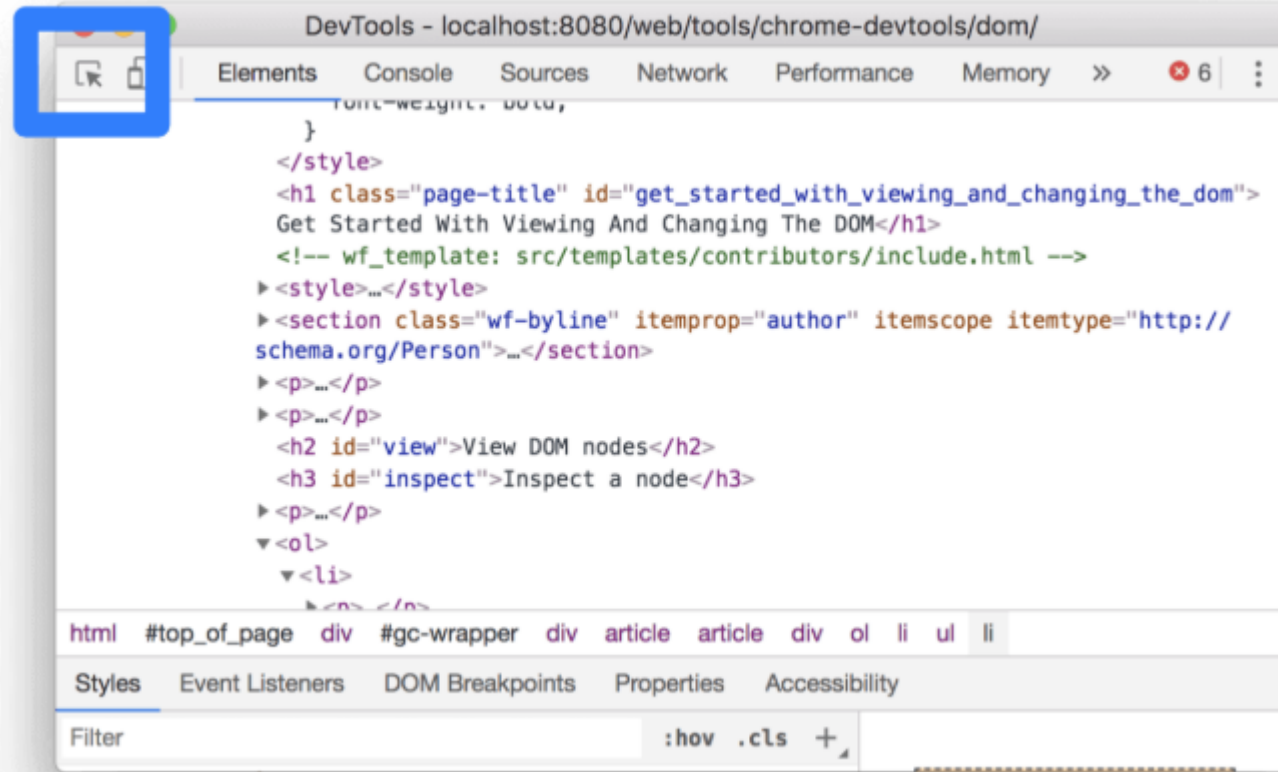 DevTools - localhost:8080/web/tools/chrome-devtools/dom/
Elements Console Sources Network Performance Memory » 6
font-weight: bold;
}
</style>
<h1 class="page-title" id="get_started_with_viewing_and_changing_the_dom">
Get Started With Viewing And Changing The DOM</h1>
<!-- wf_template: src/templates/contributors/include.html -->
▶<style>…</style>
▶<section class="wf-byline" itemprop="author" itemscope itemtype="http://
schema.org/Person">…</section>
▶<p>…</p>
▶<p>…</p>
<h2 id="view">View DOM nodes</h2>
<h3 id="inspect">Inspect a node</h3>
▶<p>…</p>
▼<ol>
▼<li>
▶<p>…</p>
html #top_of_page div #gc-wrapper div article article div ol li ul li
Styles Event Listeners DOM Breakpoints Properties Accessibility
Filter :hov .cls +